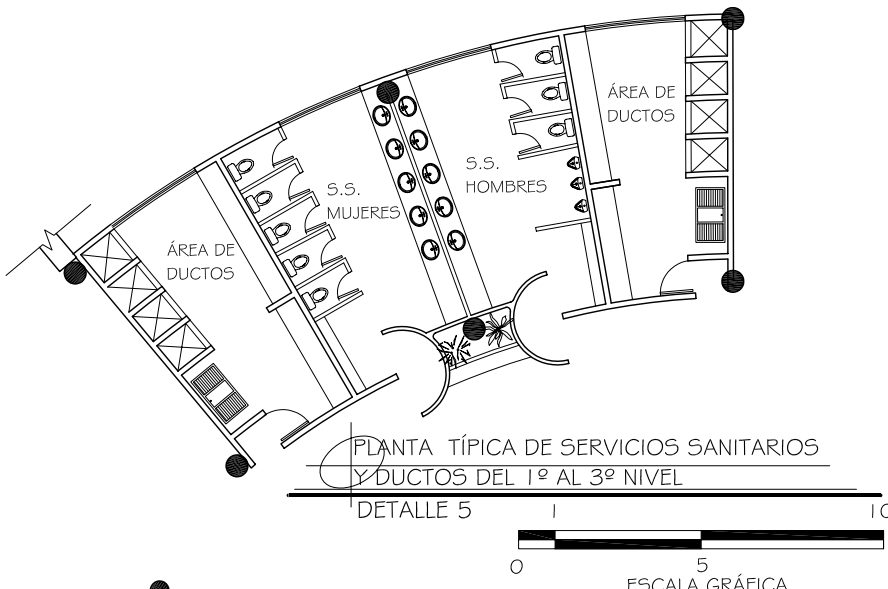 ÁREA DE
DUCTOS
S.S.
HOMBRES
S.S.
MUJERES
ÁREA DE
DUCTOS
PLANTA TÍPICA DE SERVICIOS SANITARIOS
Y DUCTOS DEL 1º AL 3º NIVEL
DETALLE 5
1
10
0
5
ESCALA GRÁFICA